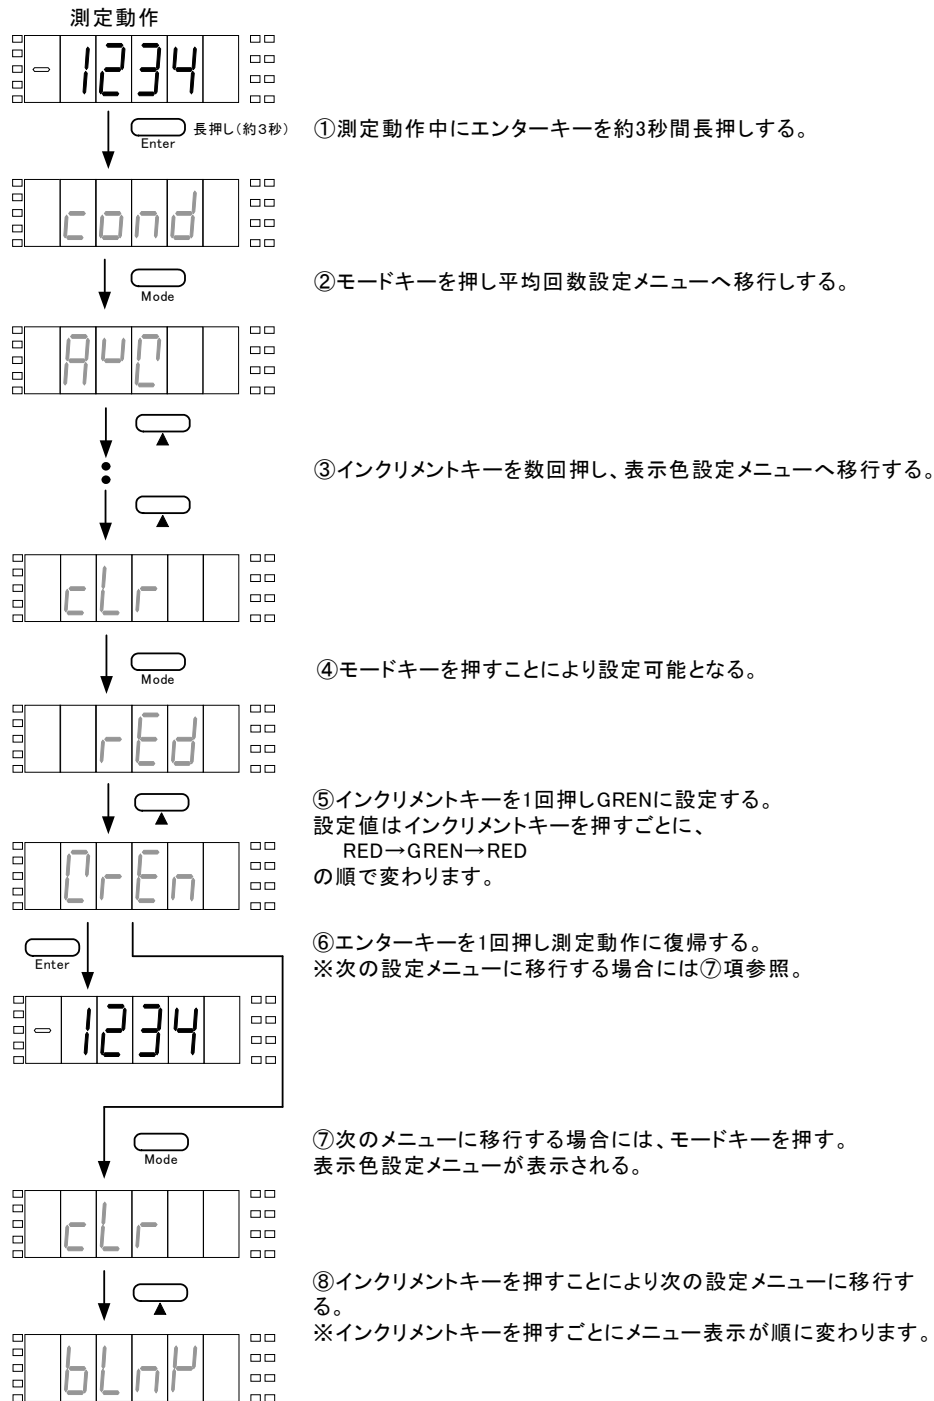 測定動作
- 1234
長押し(約3秒)
Enter
①測定動作中にエンターキーを約3秒間長押しする。
cond
Mode
②モードキーを押し平均回数設定メニューへ移行しする。
AVG
▲
③インクリメントキーを数回押し、表示色設定メニューへ移行する。
▲
cLr
Mode
④モードキーを押すことにより設定可能となる。
rEd
▲
⑤インクリメントキーを1回押しGRENに設定する。
設定値はインクリメントキーを押すごとに、
RED→GREN→RED
の順で変わります。
GrEn
Enter
⑥エンターキーを1回押し測定動作に復帰する。
※次の設定メニューに移行する場合には⑦項参照。
- 1234
Mode
⑦次のメニューに移行する場合には、モードキーを押す。
表示色設定メニューが表示される。
cLr
▲
⑧インクリメントキーを押すことにより次の設定メニューに移行す
る。
※インクリメントキーを押すごとにメニュー表示が順に変わります。
bLnK